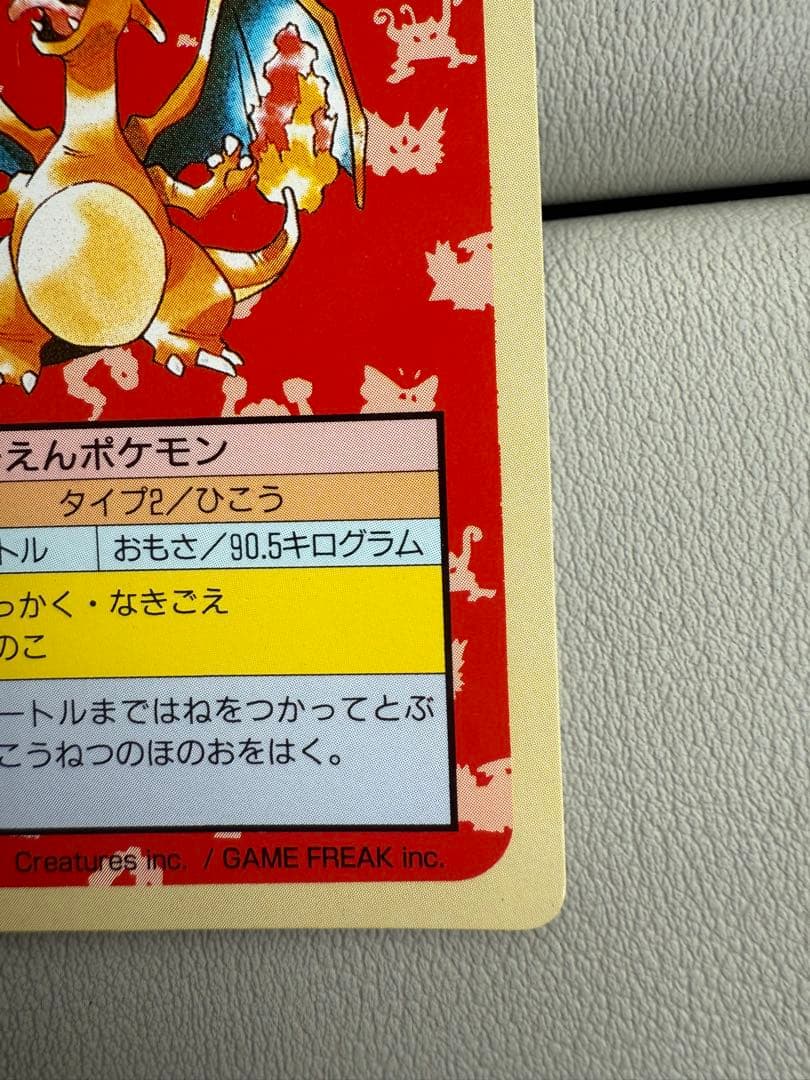 えんポケモン
タイプ2／ひこう
トル おもさ／90.5キログラム
っかく・なきごえ
のこ
ートルまではねをつかってとぶ
こうねつのほのおをはく。
Creatures inc. / GAME FREAK inc.